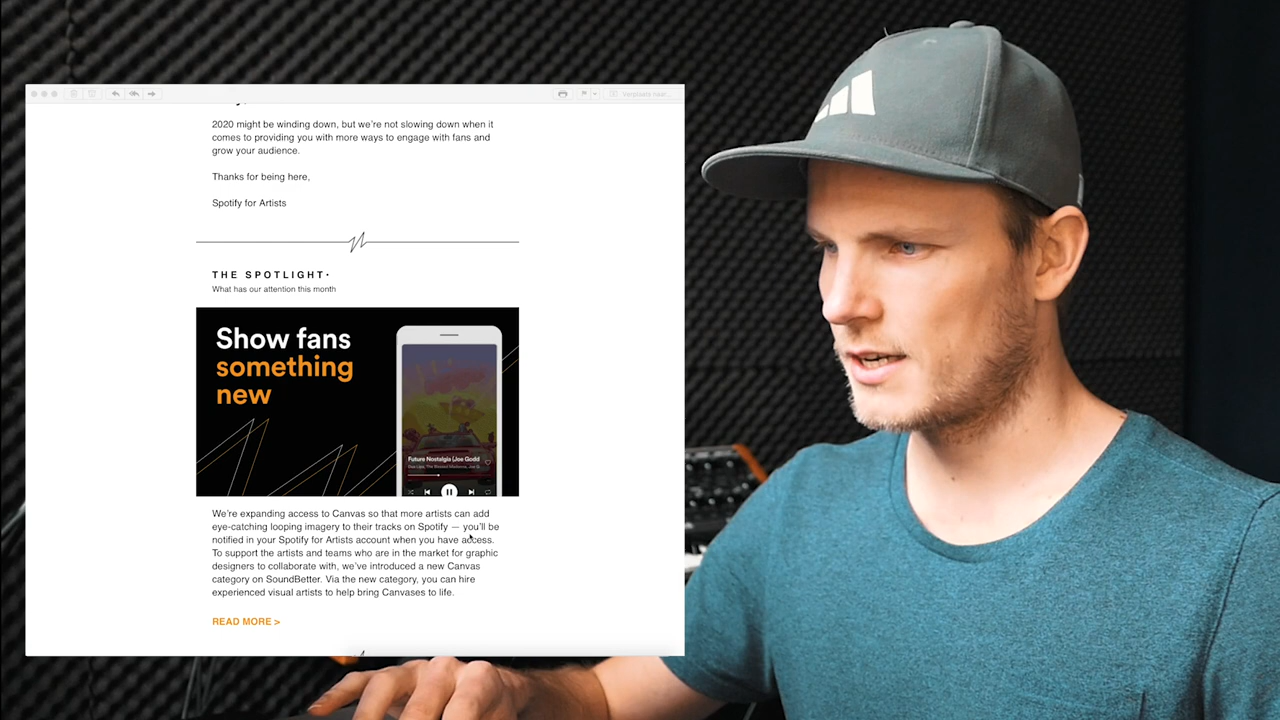 Verplaats naar...
2020 might be winding down, but we're not slowing down when it
comes to providing you with more ways to engage with fans and
grow your audience.
Thanks for being here,
Spotify for Artists
THE SPOTLIGHT•
What has our attention this month
Show fans
something
new
Future Nostalgia (Joe Godd
We're expanding access to Canvas so that more artists can add
eye-catching looping imagery to their tracks on Spotify — you'll be
notified in your Spotify for Artists account when you have access.
To support the artists and teams who are in the market for graphic
designers to collaborate with, we've introduced a new Canvas
category on SoundBetter. Via the new category, you can hire
experienced visual artists to help bring Canvases to life.
READ MORE >